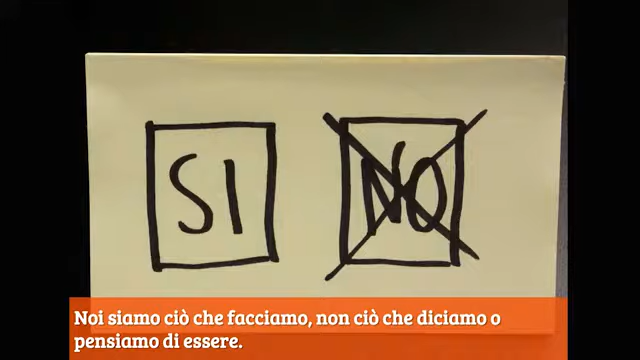 SI NO
Noi siamo ciò che facciamo, non ciò che diciamo o
pensiamo di essere.